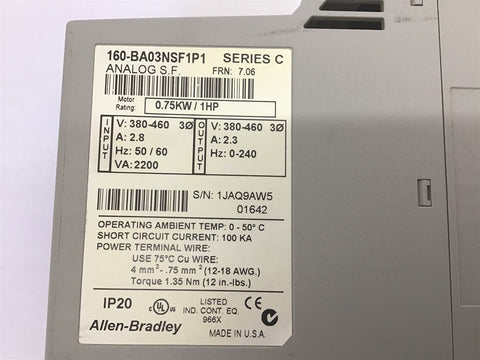 160-BA03NSF1P1 SERIES C
ANALOG S.F. FRN: 7.06
Motor Rating: 0.75KW / 1HP
INPUT
V: 380-460 3Ø
A: 2.8
Hz: 50 / 60
VA: 2200
OUTPUT
V: 380-460 3Ø
A: 2.3
Hz: 0-240
S/N: 1JAQ9AW5
01642
OPERATING AMBIENT TEMP: 0 - 50° C
SHORT CIRCUIT CURRENT: 100 KA
POWER TERMINAL WIRE:
USE 75°C Cu WIRE:
4 mm² - .75 mm² (12-18 AWG.)
Torque 1.35 Nm (12 in.-lbs.)
IP20 c UL us LISTED CE
IND. CONT. EQ.
966X
Allen-Bradley MADE IN U.S.A.